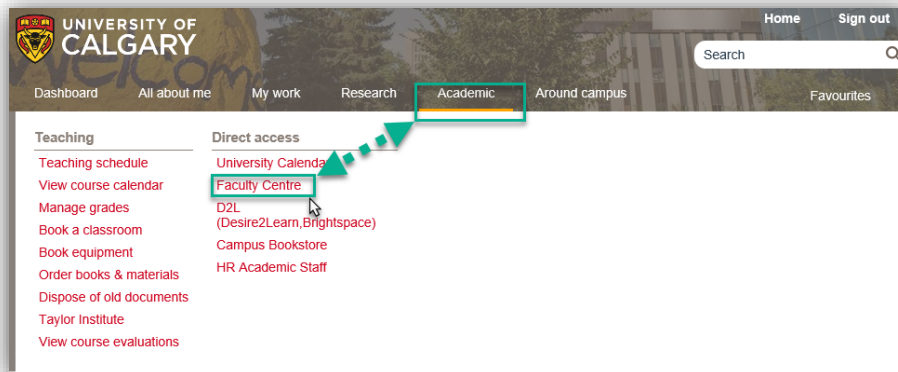 UNIVERSITY OF
CALGARY
Home Sign out
Search
Dashboard All about me My work Research Academic Around campus Favourites
Teaching
Teaching schedule
View course calendar
Manage grades
Book a classroom
Book equipment
Order books & materials
Dispose of old documents
Taylor Institute
View course evaluations
Direct access
University Calendar
Faculty Centre
D2L
(Desire2Learn,Brightspace)
Campus Bookstore
HR Academic Staff